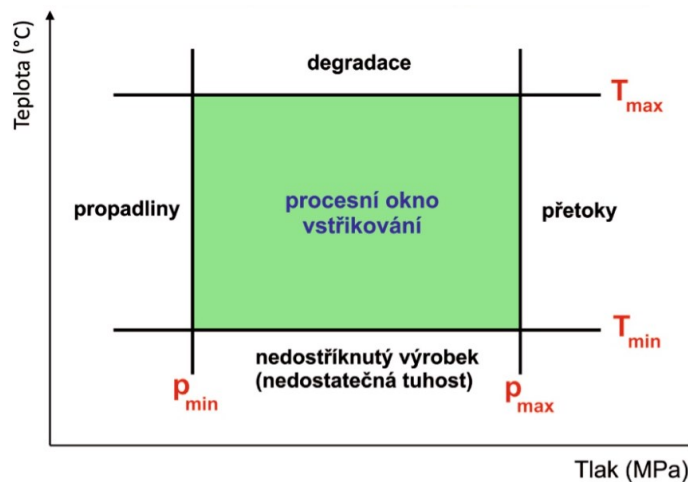 Teplota (°C)
degradace
Tmax
propadliny
procesní okno
vstřikování
přetoky
Tmin
nedostříknutý výrobek
(nedostatečná tuhost)
pmin
pmax
Tlak (MPa)